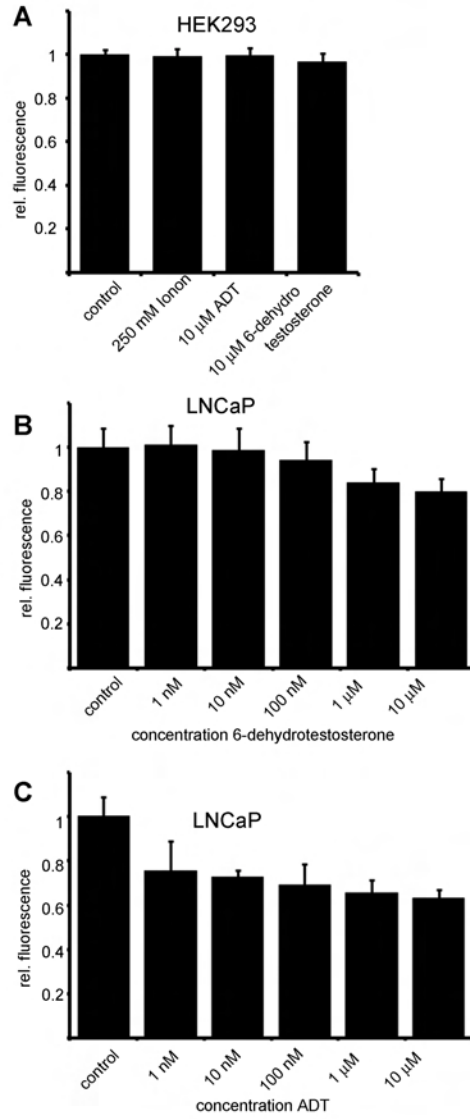 A
HEK293
rel. fluorescence
1
0.8
0.6
0.4
0.2
control
250 mM Ionon
10 µM ADT
10 µM 6-dehydro
testosterone
B
LNCaP
rel. fluorescence
1
0.8
0.6
0.4
0.2
control
1 nM
10 nM
100 nM
1 µM
10 µM
concentration 6-dehydrotestosterone
C
LNCaP
rel. fluorescence
1
0.8
0.6
0.4
0.2
control
1 nM
10 nM
100 nM
1 µM
10 µM
concentration ADT